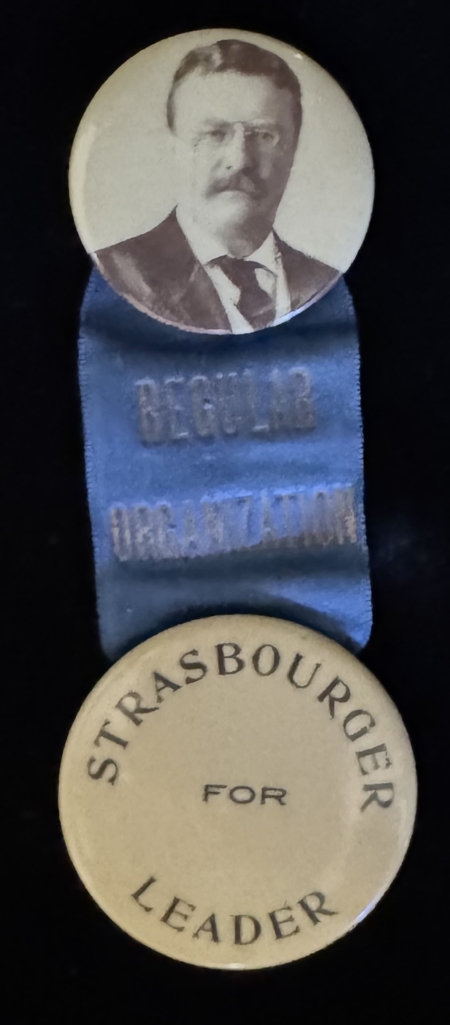 REGULAR
ORGANIZATION
STRASBOURGER
FOR
LEADER